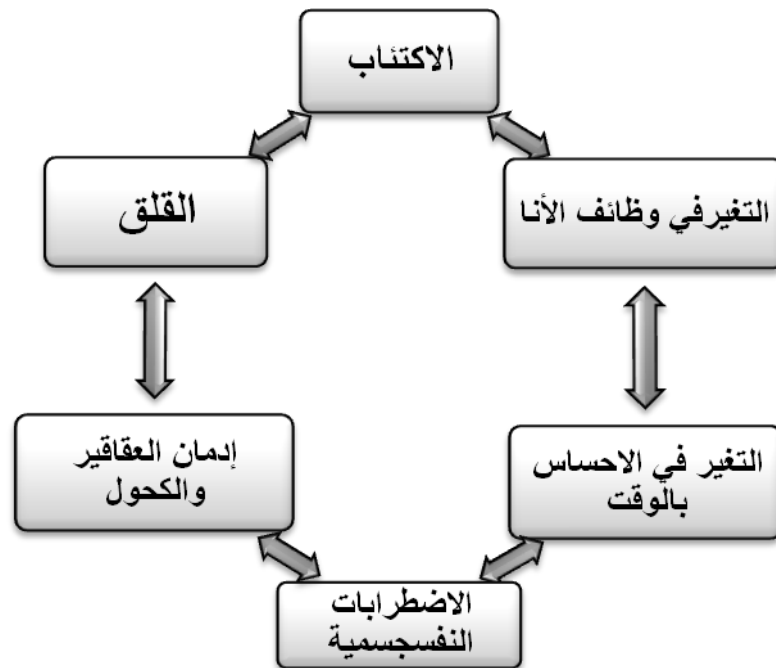 الاكتئاب
القلق
التغيرفي وظائف الأنا
إدمان العقاقير
والكحول
التغير في الاحساس
بالوقت
الاضطرابات
النفسجسمية